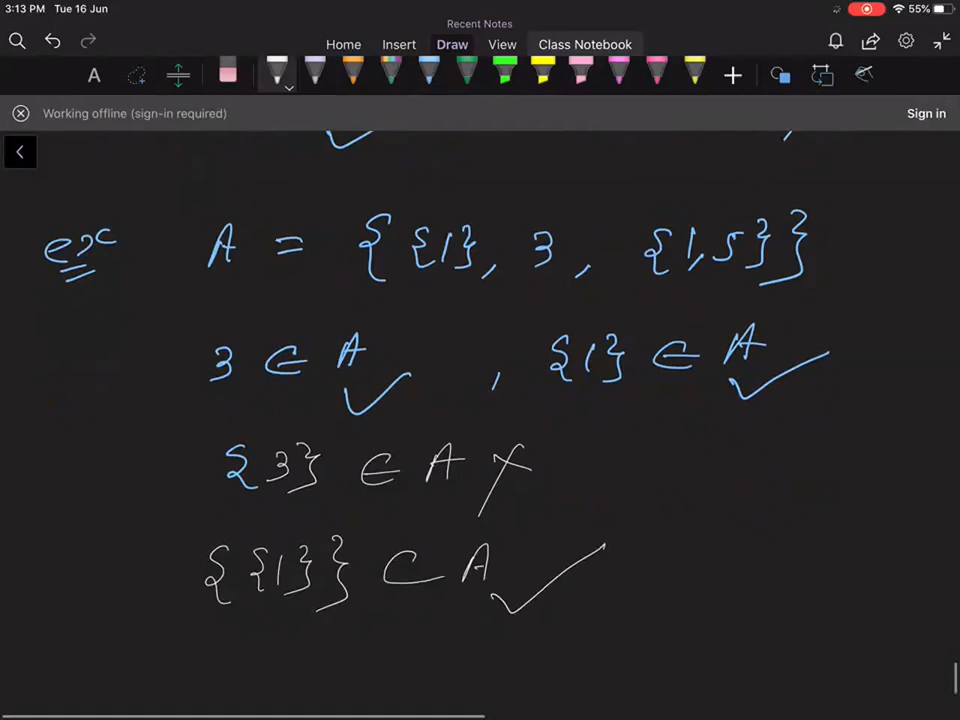 3:13 PM Tue 16 Jun 55%
Recent Notes
Home Insert Draw View Class Notebook
A
Working offline (sign-in required) Sign in
ex A = {{1}, 3, {1,5}}
3 ∈ A ✓, {1} ∈ A ✓
{3} ∈ A ✗
{{1}} ⊂ A ✓